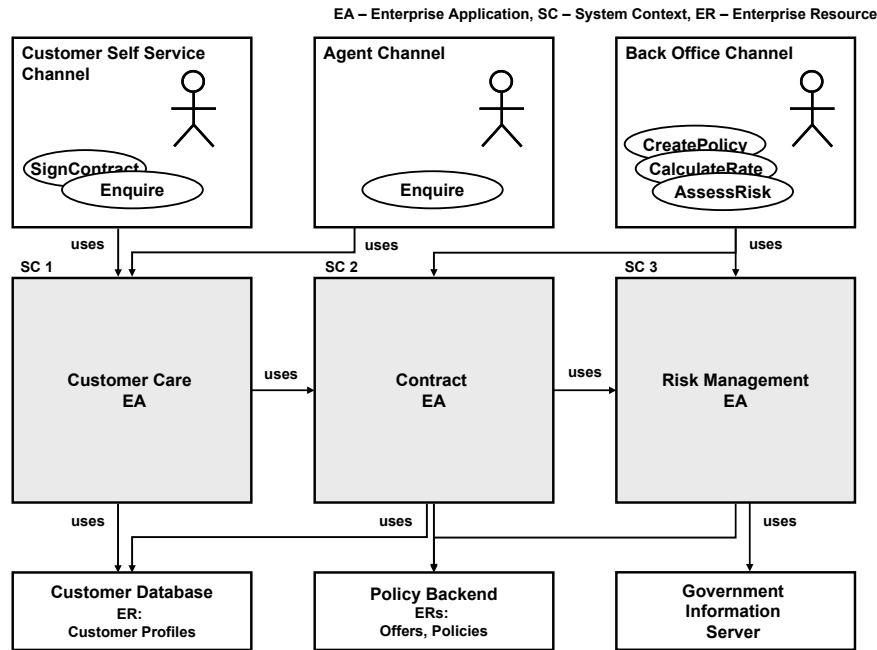 EA – Enterprise Application, SC – System Context, ER – Enterprise Resource
Customer Self Service
Channel
SignContract
Enquire
Agent Channel
Enquire
Back Office Channel
CreatePolicy
CalculateRate
AssessRisk
uses
uses
uses
SC 1
SC 2
SC 3
Customer Care
EA
uses
Contract
EA
uses
Risk Management
EA
uses
uses
uses
Customer Database
ER:
Customer Profiles
Policy Backend
ERs:
Offers, Policies
Government
Information
Server